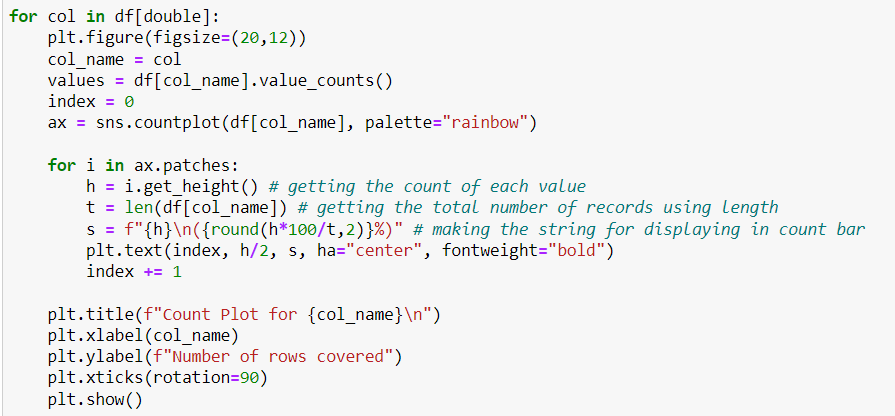 for col in df[double]:
    plt.figure(figsize=(20,12))
    col_name = col
    values = df[col_name].value_counts()
    index = 0
    ax = sns.countplot(df[col_name], palette="rainbow")

    for i in ax.patches:
        h = i.get_height() # getting the count of each value
        t = len(df[col_name]) # getting the total number of records using length
        s = f"{h}\n({round(h*100/t,2)}%)" # making the string for displaying in count bar
        plt.text(index, h/2, s, ha="center", fontweight="bold")
        index += 1

    plt.title(f"Count Plot for {col_name}\n")
    plt.xlabel(col_name)
    plt.ylabel(f"Number of rows covered")
    plt.xticks(rotation=90)
    plt.show()